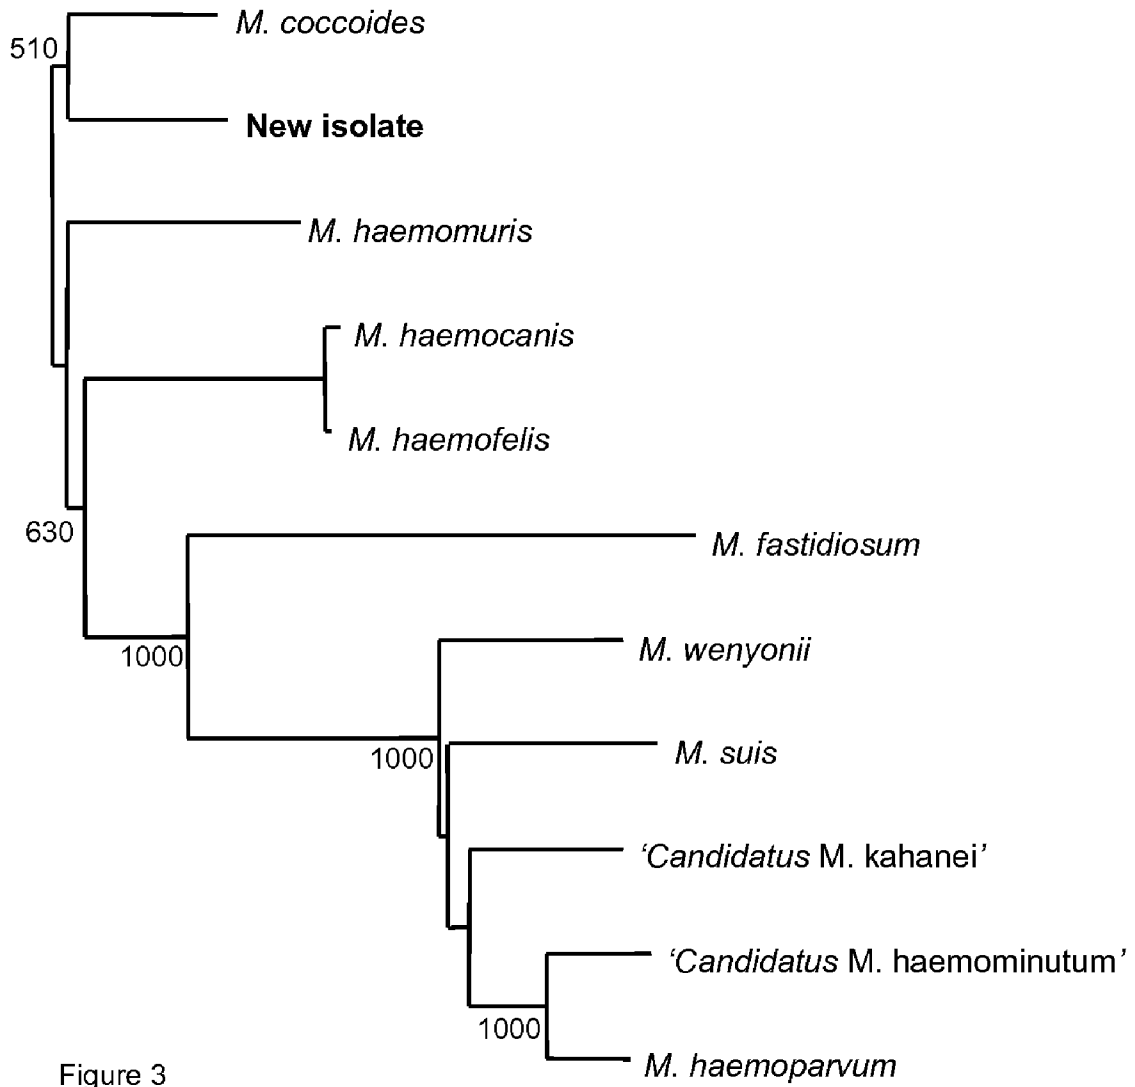 M. coccoides
510
New isolate
M. haemomuris
M. haemocanis
M. haemofelis
630
M. fastidiosum
1000
M. wenyonii
1000
M. suis
‘Candidatus M. kahanei’
‘Candidatus M. haemominutum’
1000
M. haemoparvum
Figure 3